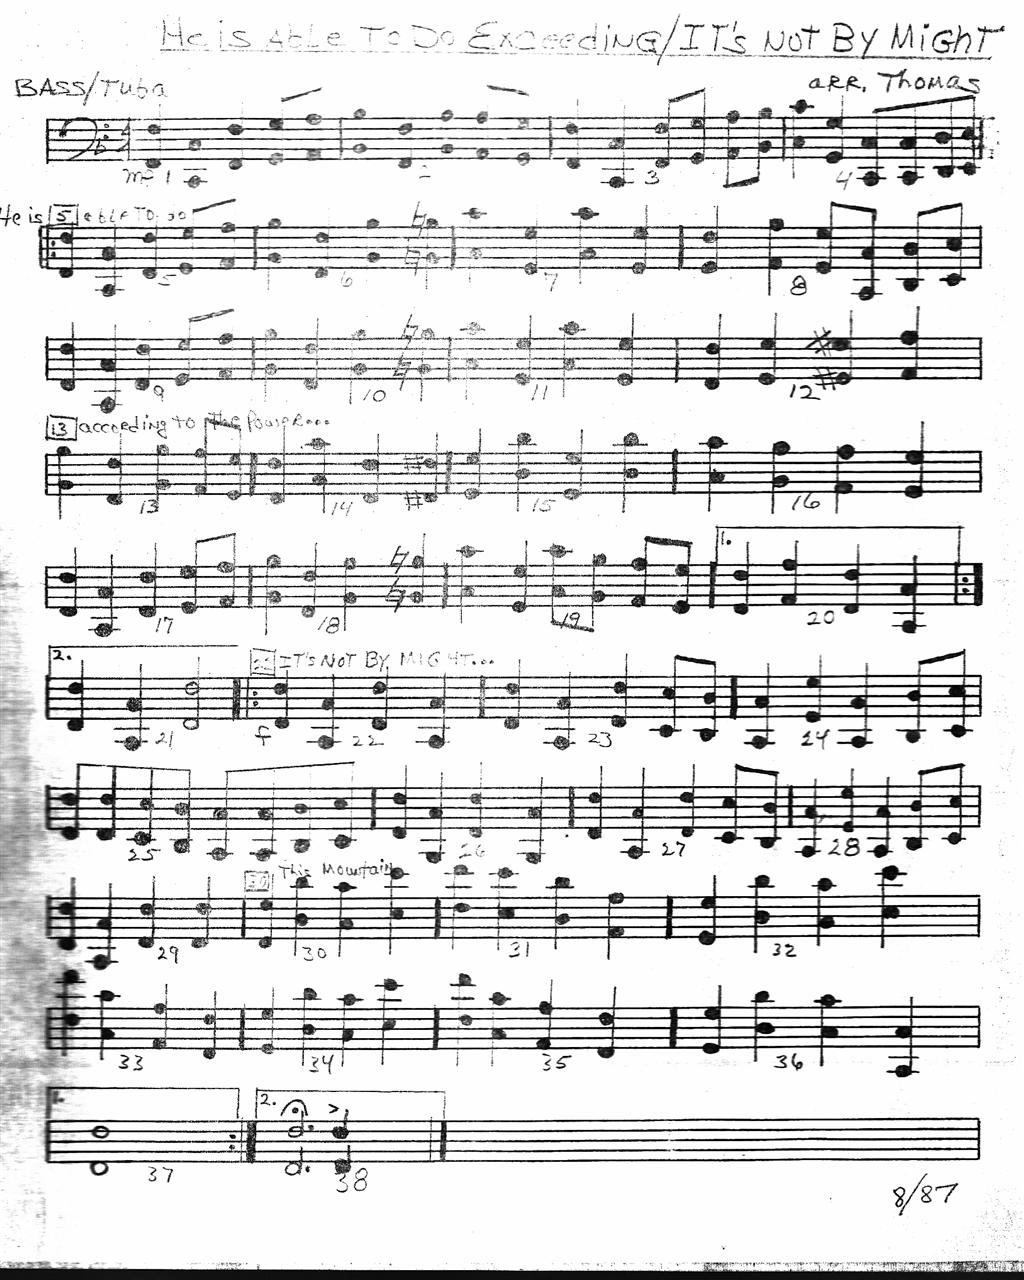 He is Able To Do Exceeding/IT's Not By Might
BASS/Tuba
arr. Thomas
mf 1 2 3 4
He is 5 able To do
5 6 7 8
9 10 11 12
13 according to the Power...
13 14 15 16
1.
17 18 19 20
2.
22 IT'S NOT BY MIGHT...
21 f 22 23 24
25 26 27 28
This Mountain
29 30 31 32
33 34 35 36
1. 2.
37 38
8/87